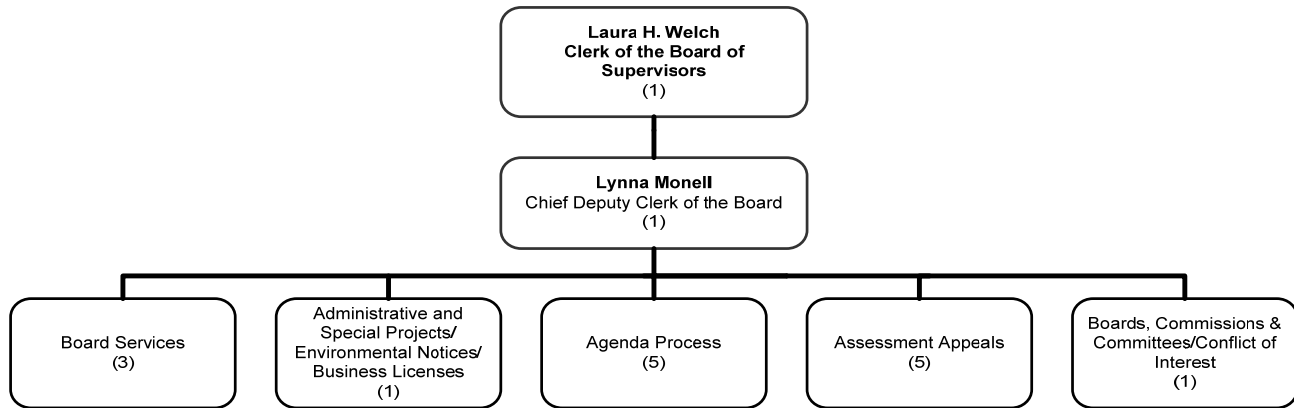 Laura H. Welch
Clerk of the Board of
Supervisors
(1)
Lynna Monell
Chief Deputy Clerk of the Board
(1)
Board Services
(3)
Administrative and
Special Projects/
Environmental Notices/
Business Licenses
(1)
Agenda Process
(5)
Assessment Appeals
(5)
Boards, Commissions &
Committees/Conflict of
Interest
(1)